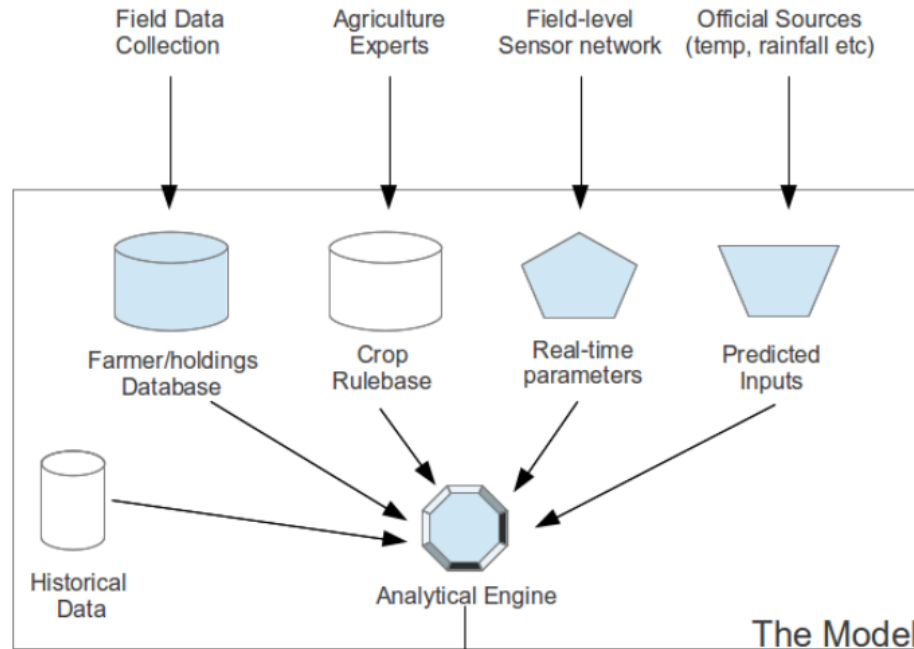 Field Data
Collection
Agriculture
Experts
Field-level
Sensor network
Official Sources
(temp, rainfall etc)
Farmer/holdings
Database
Crop
Rulebase
Real-time
parameters
Predicted
Inputs
Historical
Data
Analytical Engine
The Model